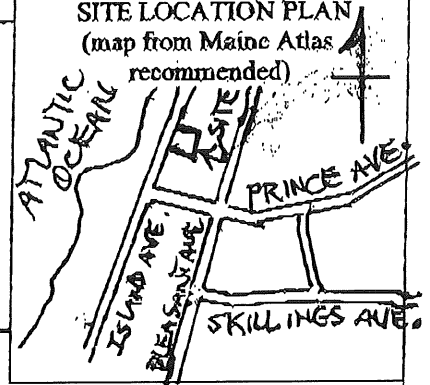 SITE LOCATION PLAN
(map from Maine Atlas
recommended)
ATLANTIC
OCEAN
SITE
PRINCE AVE.
ISLAND AVE.
PLEASANT AVE
SKILLINGS AVE.